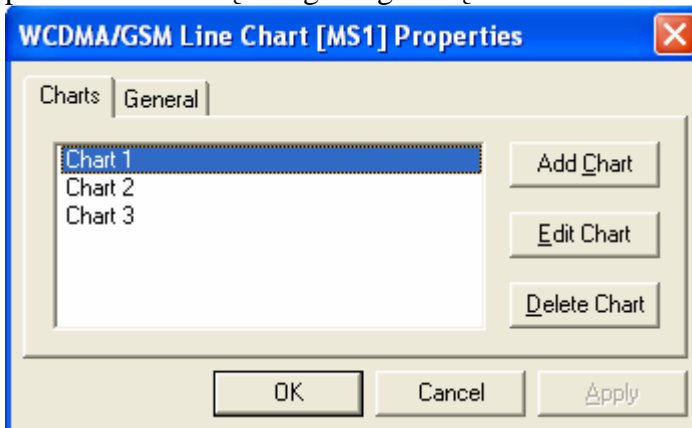 WCDMA/GSM Line Chart [MS1] Properties
Charts General
Chart 1
Chart 2
Chart 3
Add Chart
Edit Chart
Delete Chart
OK Cancel Apply